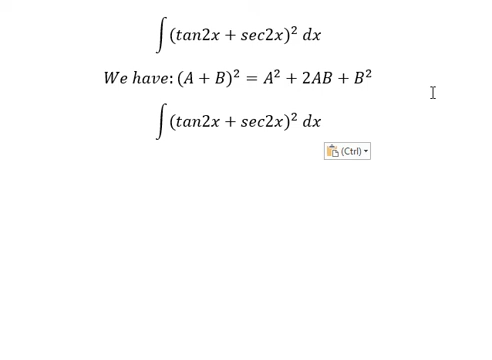 ∫(tan2x + sec2x)² dx
We have: (A + B)² = A² + 2AB + B²
∫(tan2x + sec2x)² dx
(Ctrl)